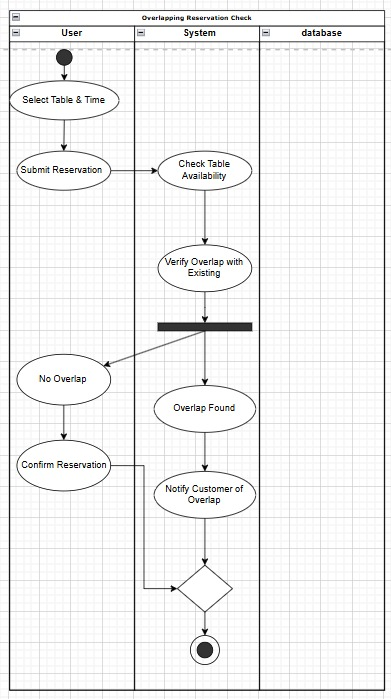 Overlapping Reservation Check
User
System
database
Select Table & Time
Submit Reservation
Check Table
Availability
Verify Overlap with
Existing
No Overlap
Overlap Found
Confirm Reservation
Notify Customer of
Overlap